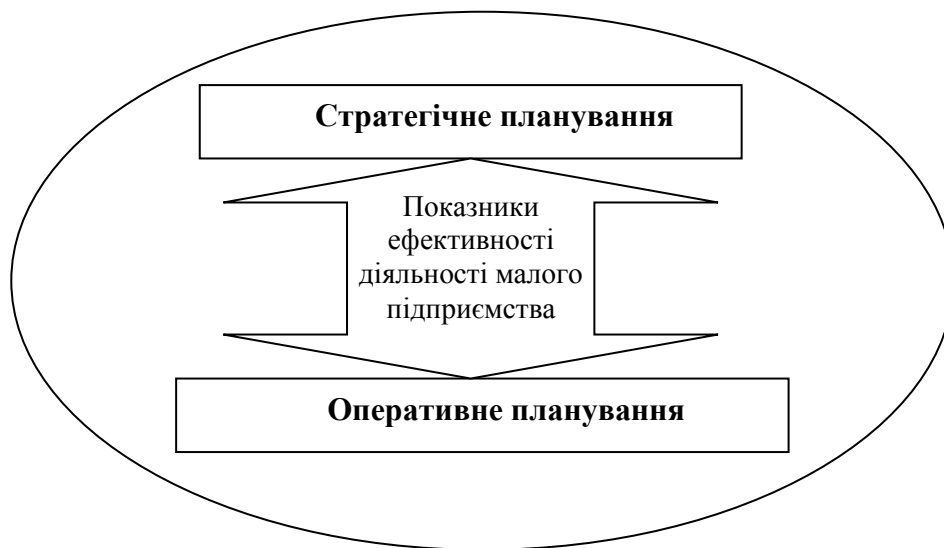 Стратегічне планування
Показники
ефективності
діяльності малого
підприємства
Оперативне планування